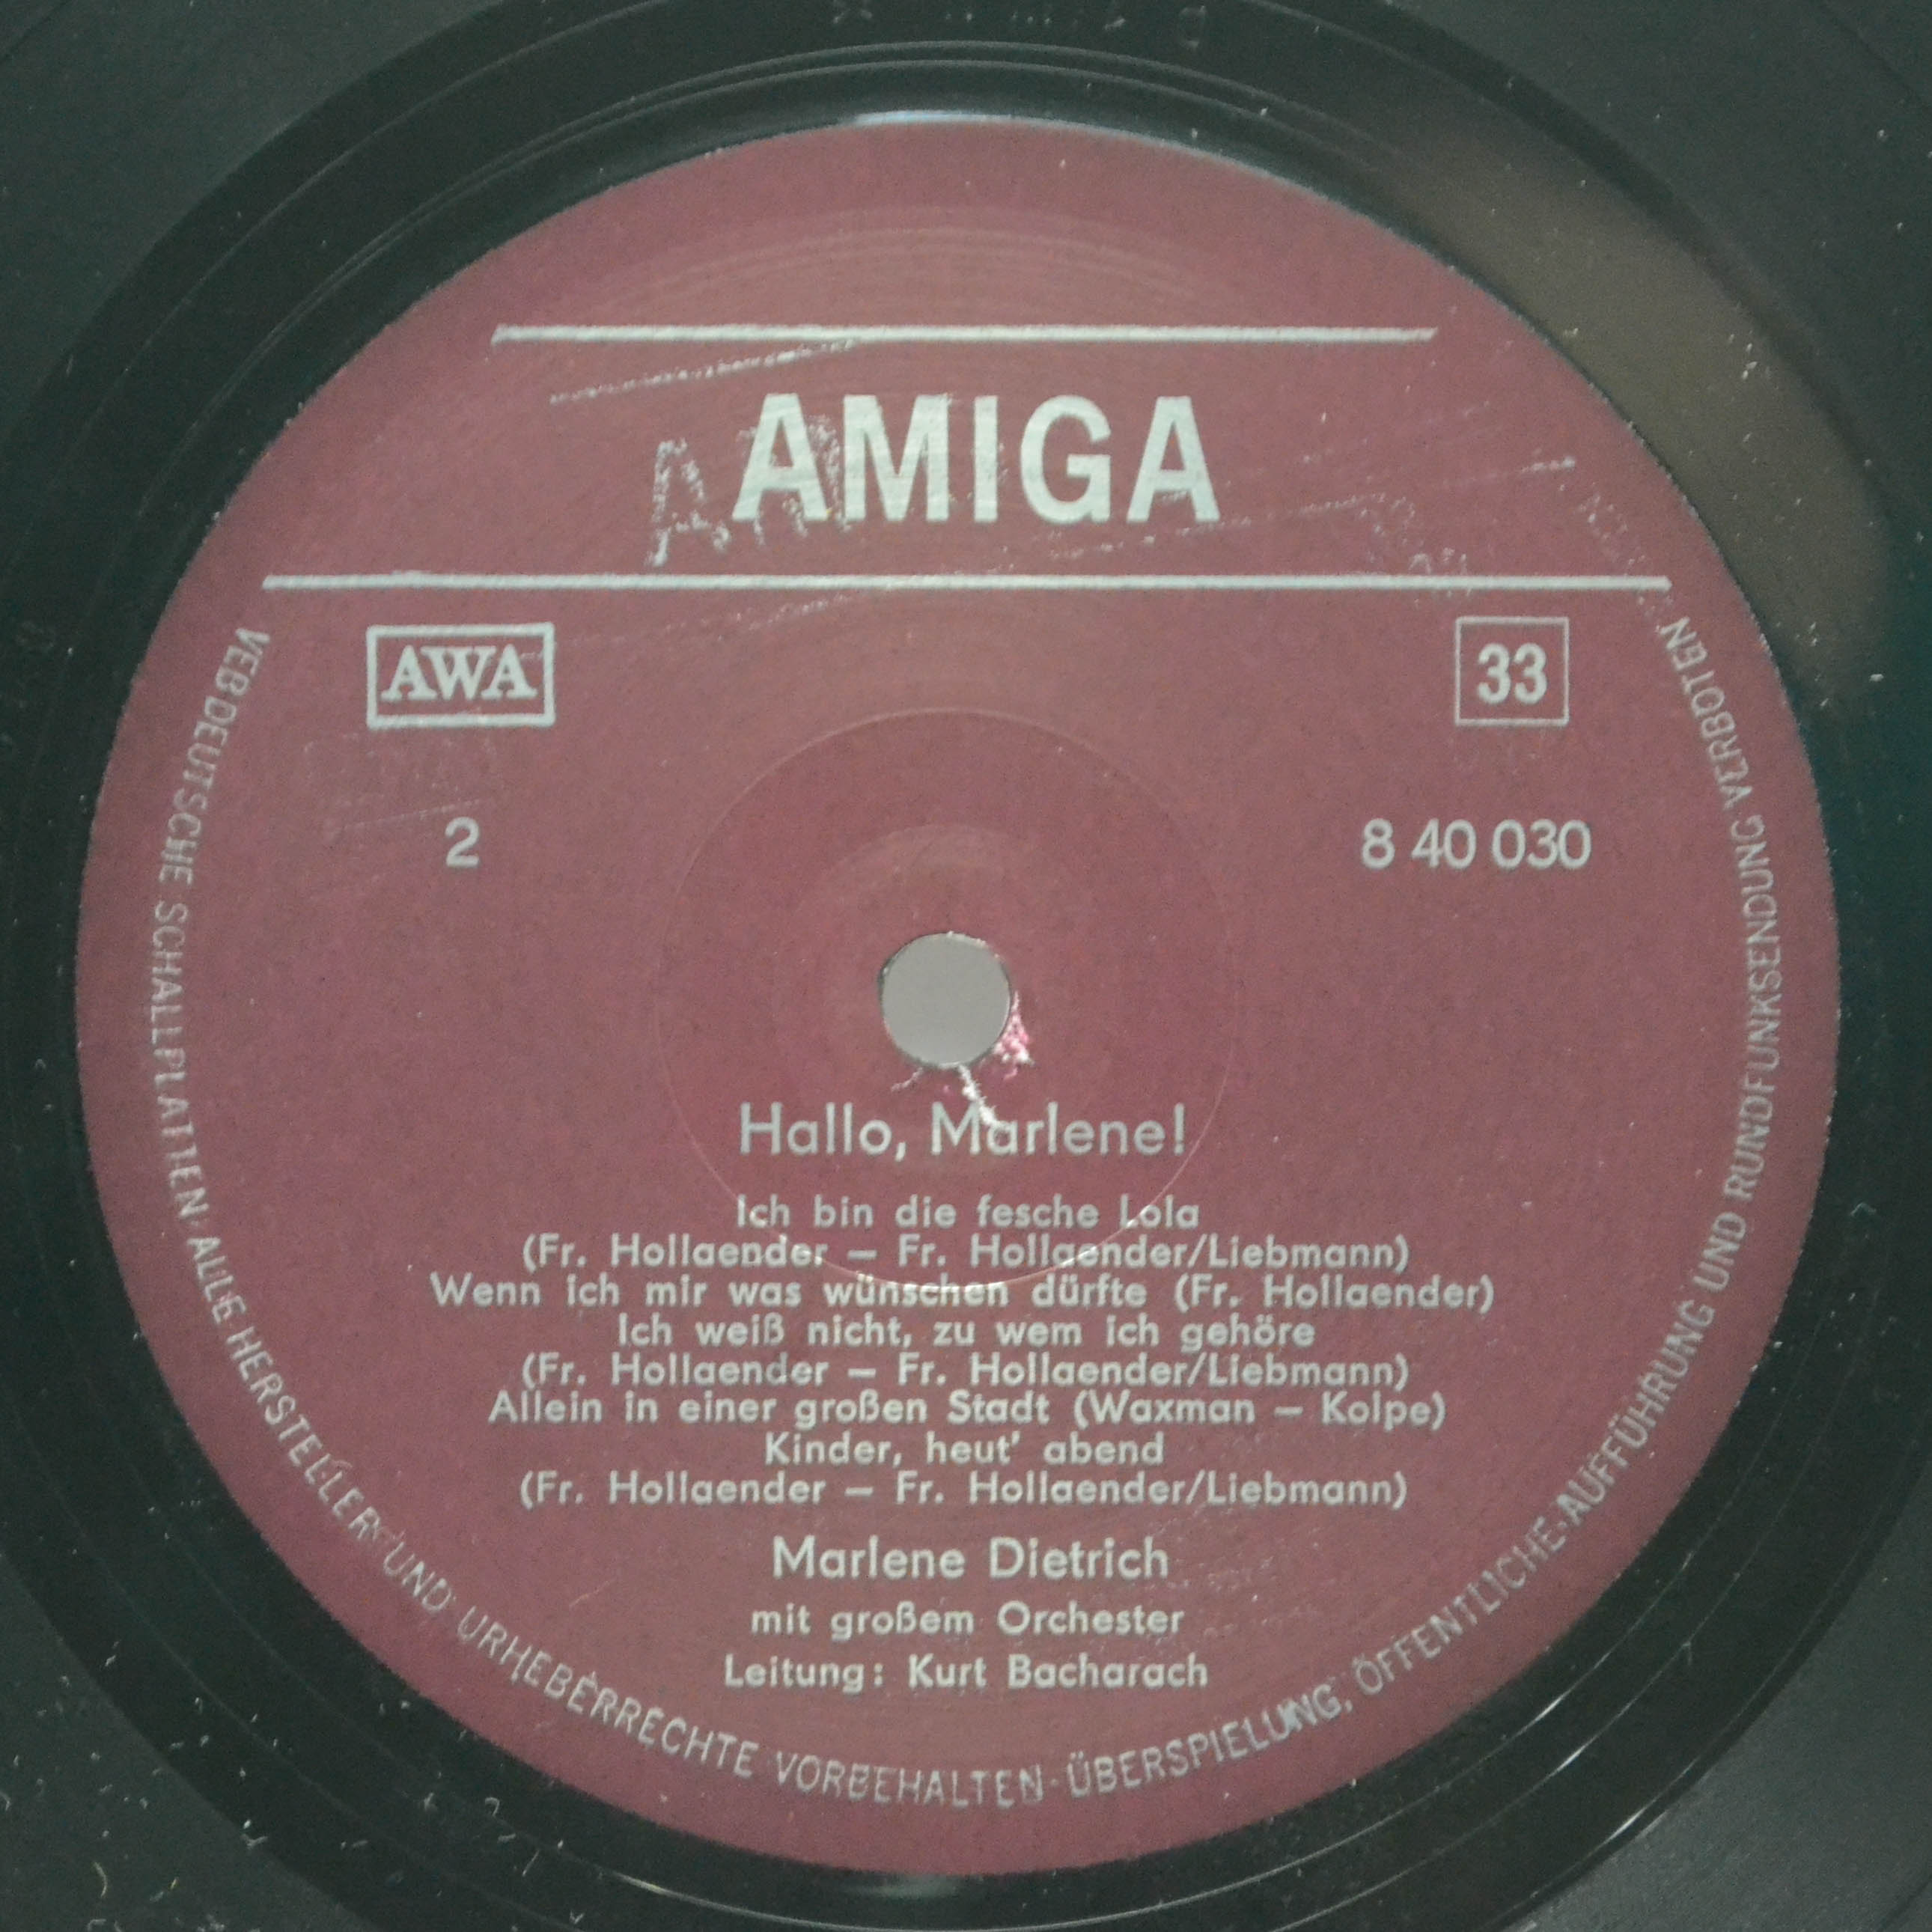 AMIGA
AWA
33
2
8 40 030
Hallo, Marlene!
Ich bin die fesche Lola
(Fr. Hollaender – Fr. Hollaender/Liebmann)
Wenn ich mir was wünschen dürfte (Fr. Hollaender)
Ich weiß nicht, zu wem ich gehöre
(Fr. Hollaender – Fr. Hollaender/Liebmann)
Allein in einer großen Stadt (Waxman – Kolpe)
Kinder, heut' abend
(Fr. Hollaender – Fr. Hollaender/Liebmann)
Marlene Dietrich
mit großem Orchester
Leitung: Kurt Bacharach
VEB DEUTSCHE SCHALLPLATTEN · ALLE HERSTELLER- UND URHEBERRECHTE VORBEHALTEN · ÜBERSPIELUNG, ÖFFENTLICHE AUFFÜHRUNG UND RUNDFUNKSENDUNG VERBOTEN